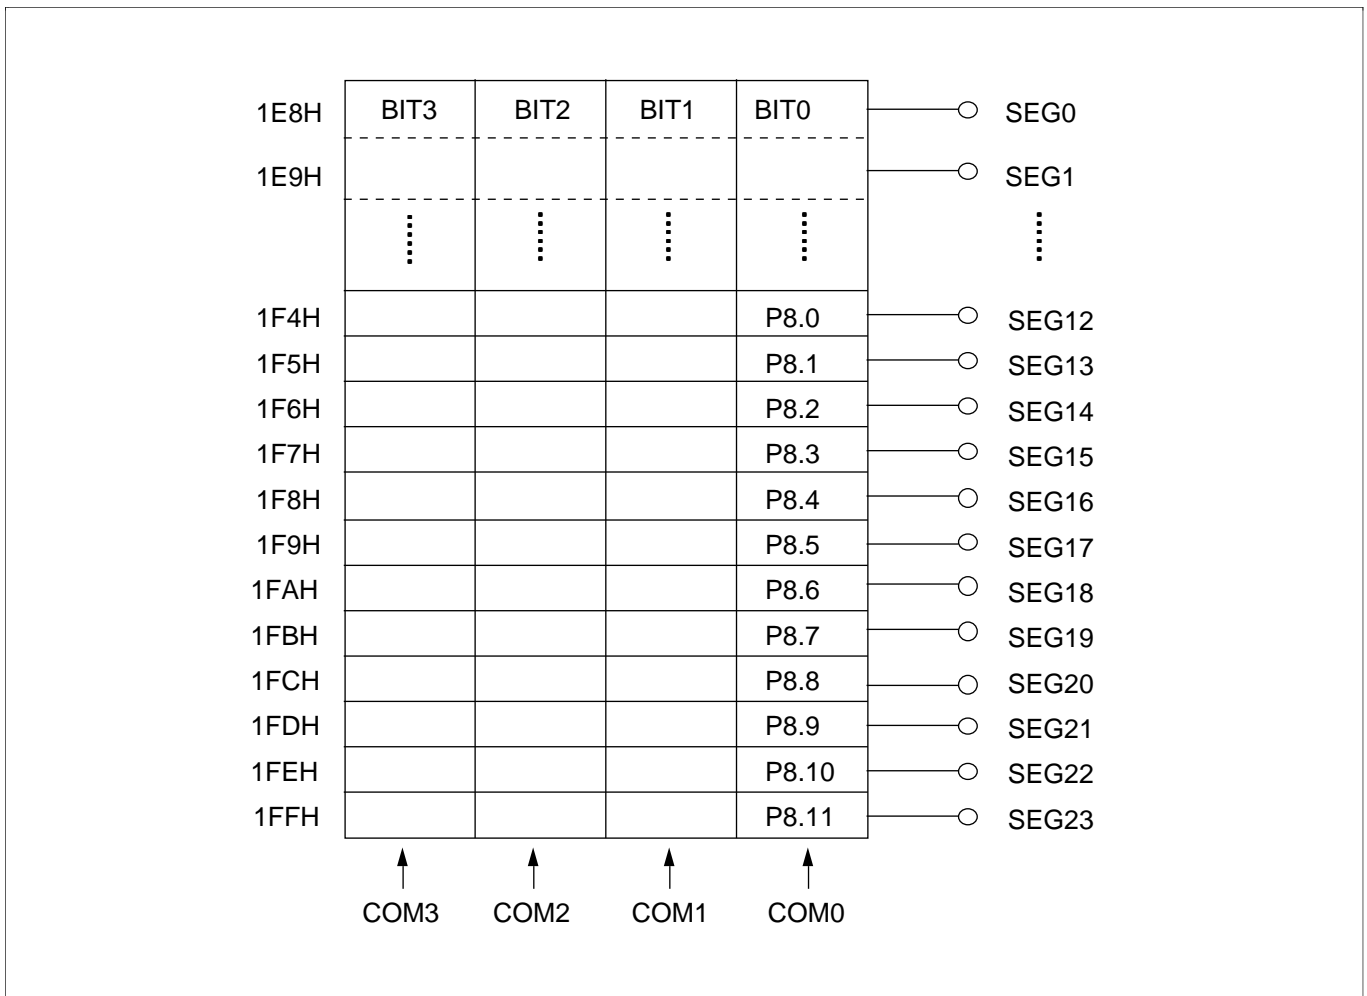 1E8H BIT3 BIT2 BIT1 BIT0 SEG0
1E9H SEG1
1F4H P8.0 SEG12
1F5H P8.1 SEG13
1F6H P8.2 SEG14
1F7H P8.3 SEG15
1F8H P8.4 SEG16
1F9H P8.5 SEG17
1FAH P8.6 SEG18
1FBH P8.7 SEG19
1FCH P8.8 SEG20
1FDH P8.9 SEG21
1FEH P8.10 SEG22
1FFH P8.11 SEG23
COM3 COM2 COM1 COM0